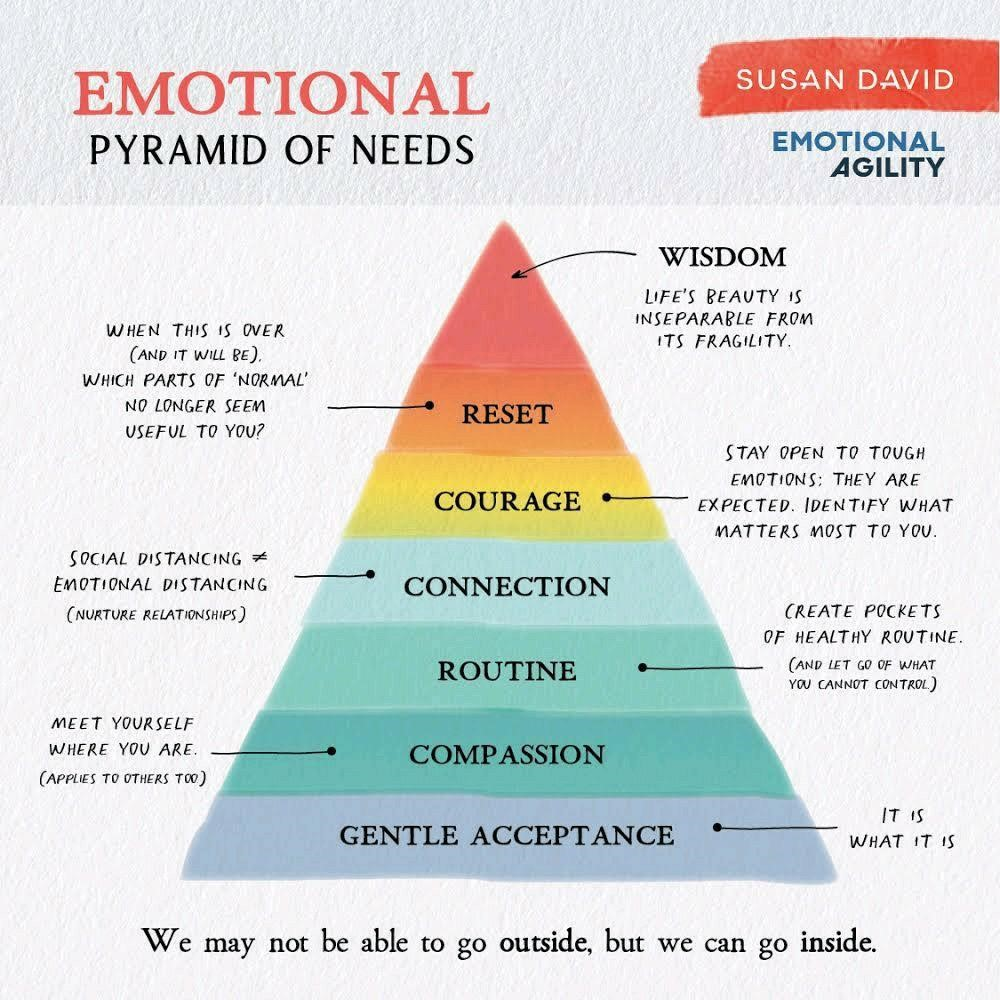 EMOTIONAL
PYRAMID OF NEEDS
SUSAN DAVID
EMOTIONAL
AGILITY
WISDOM
LIFE'S BEAUTY IS
INSEPARABLE FROM
ITS FRAGILITY.
WHEN THIS IS OVER
(AND IT WILL BE),
WHICH PARTS OF 'NORMAL'
NO LONGER SEEM
USEFUL TO YOU?
RESET
COURAGE
STAY OPEN TO TOUGH
EMOTIONS; THEY ARE
EXPECTED. IDENTIFY WHAT
MATTERS MOST TO YOU.
SOCIAL DISTANCING ≠
EMOTIONAL DISTANCING
(NURTURE RELATIONSHIPS)
CONNECTION
ROUTINE
CREATE POCKETS
OF HEALTHY ROUTINE.
(AND LET GO OF WHAT
YOU CANNOT CONTROL.)
MEET YOURSELF
WHERE YOU ARE.
(APPLIES TO OTHERS TOO)
COMPASSION
GENTLE ACCEPTANCE
IT IS
WHAT IT IS
We may not be able to go outside, but we can go inside.